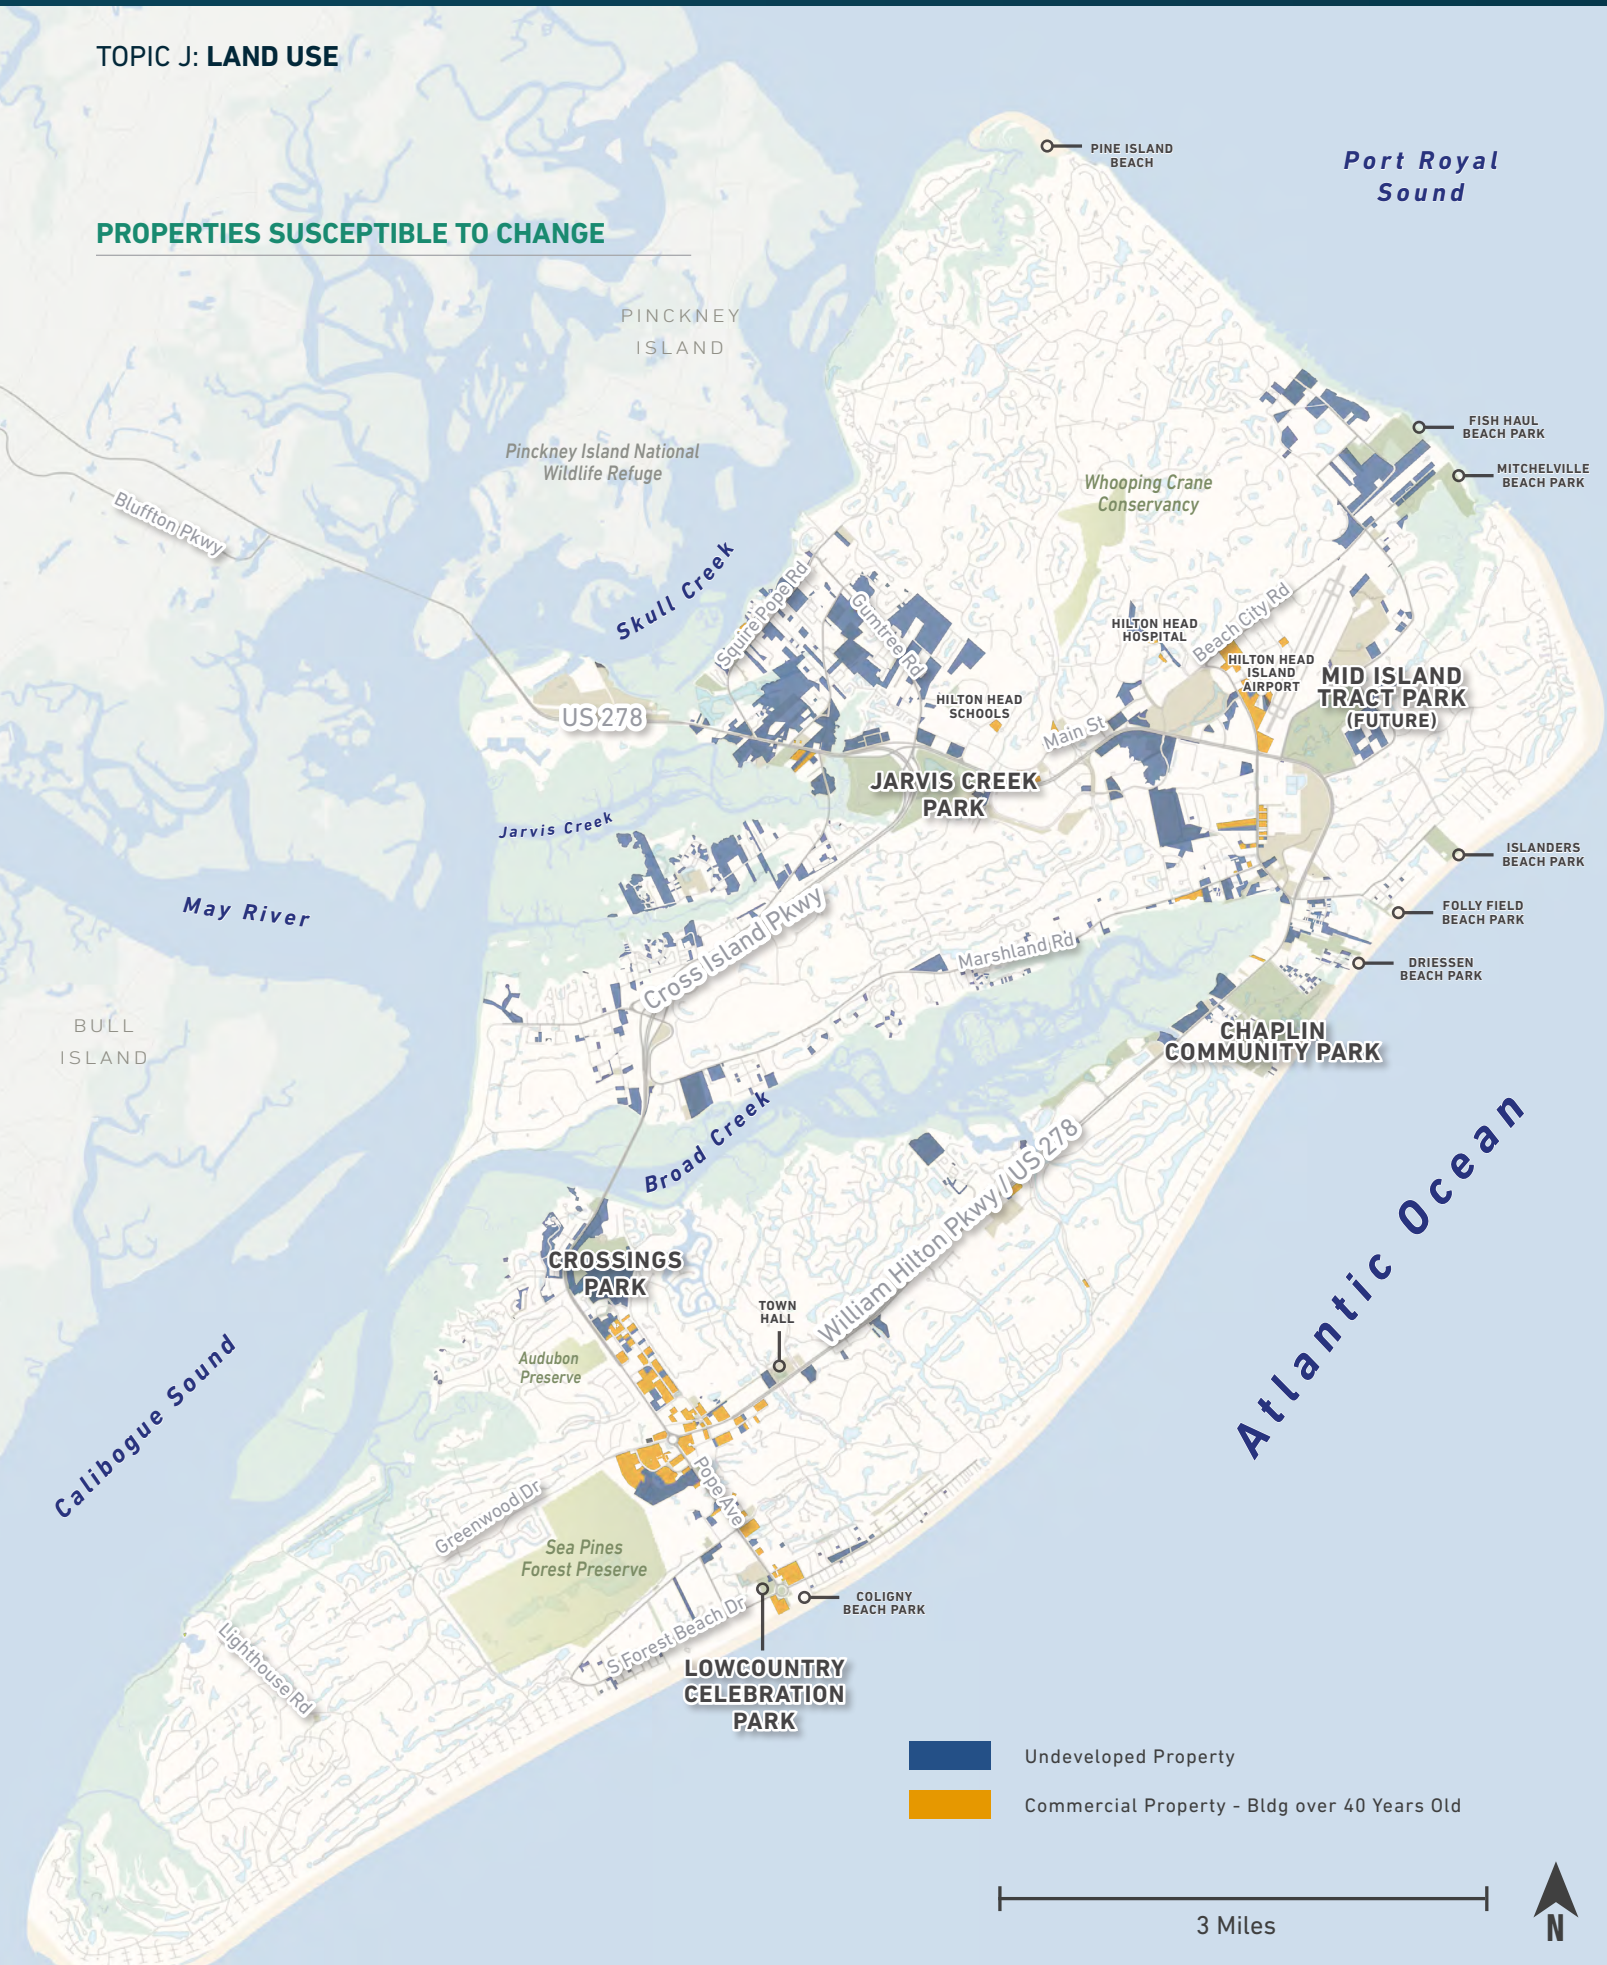 TOPIC J: LAND USE
PINE ISLAND
BEACH
Port Royal
Sound
PROPERTIES SUSCEPTIBLE TO CHANGE
PINCKNEY
ISLAND
FISH HAUL
BEACH PARK
Pinckney Island National
Wildlife Refuge
MITCHELVILLE
BEACH PARK
Whooping Crane
Conservancy
Bluffton Pkwy
Skull Creek
Squire Pope Rd
Gumtree Rd
Beach City Rd
HILTON HEAD
HOSPITAL
HILTON HEAD
ISLAND
AIRPORT
MID ISLAND
TRACT PARK
(FUTURE)
HILTON HEAD
SCHOOLS
US 278
Main St
JARVIS CREEK
PARK
Jarvis Creek
ISLANDERS
BEACH PARK
May River
FOLLY FIELD
BEACH PARK
Cross Island Pkwy
Marshland Rd
DRIESSEN
BEACH PARK
BULL
ISLAND
CHAPLIN
COMMUNITY PARK
Broad Creek
Atlantic Ocean
William Hilton Pkwy / US 278
CROSSINGS
PARK
TOWN
HALL
Audubon
Preserve
Calibogue Sound
Pope Ave
Greenwood Dr
Sea Pines
Forest Preserve
COLIGNY
BEACH PARK
S Forest Beach Dr
Lighthouse Rd
LOWCOUNTRY
CELEBRATION
PARK
Undeveloped Property
Commercial Property - Bldg over 40 Years Old
3 Miles
N